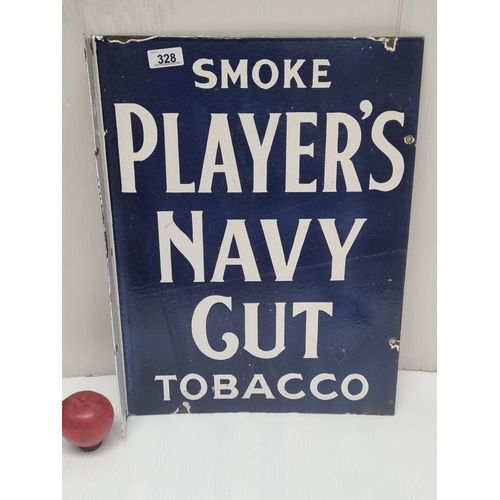 328
SMOKE
PLAYER'S
NAVY
CUT
TOBACCO